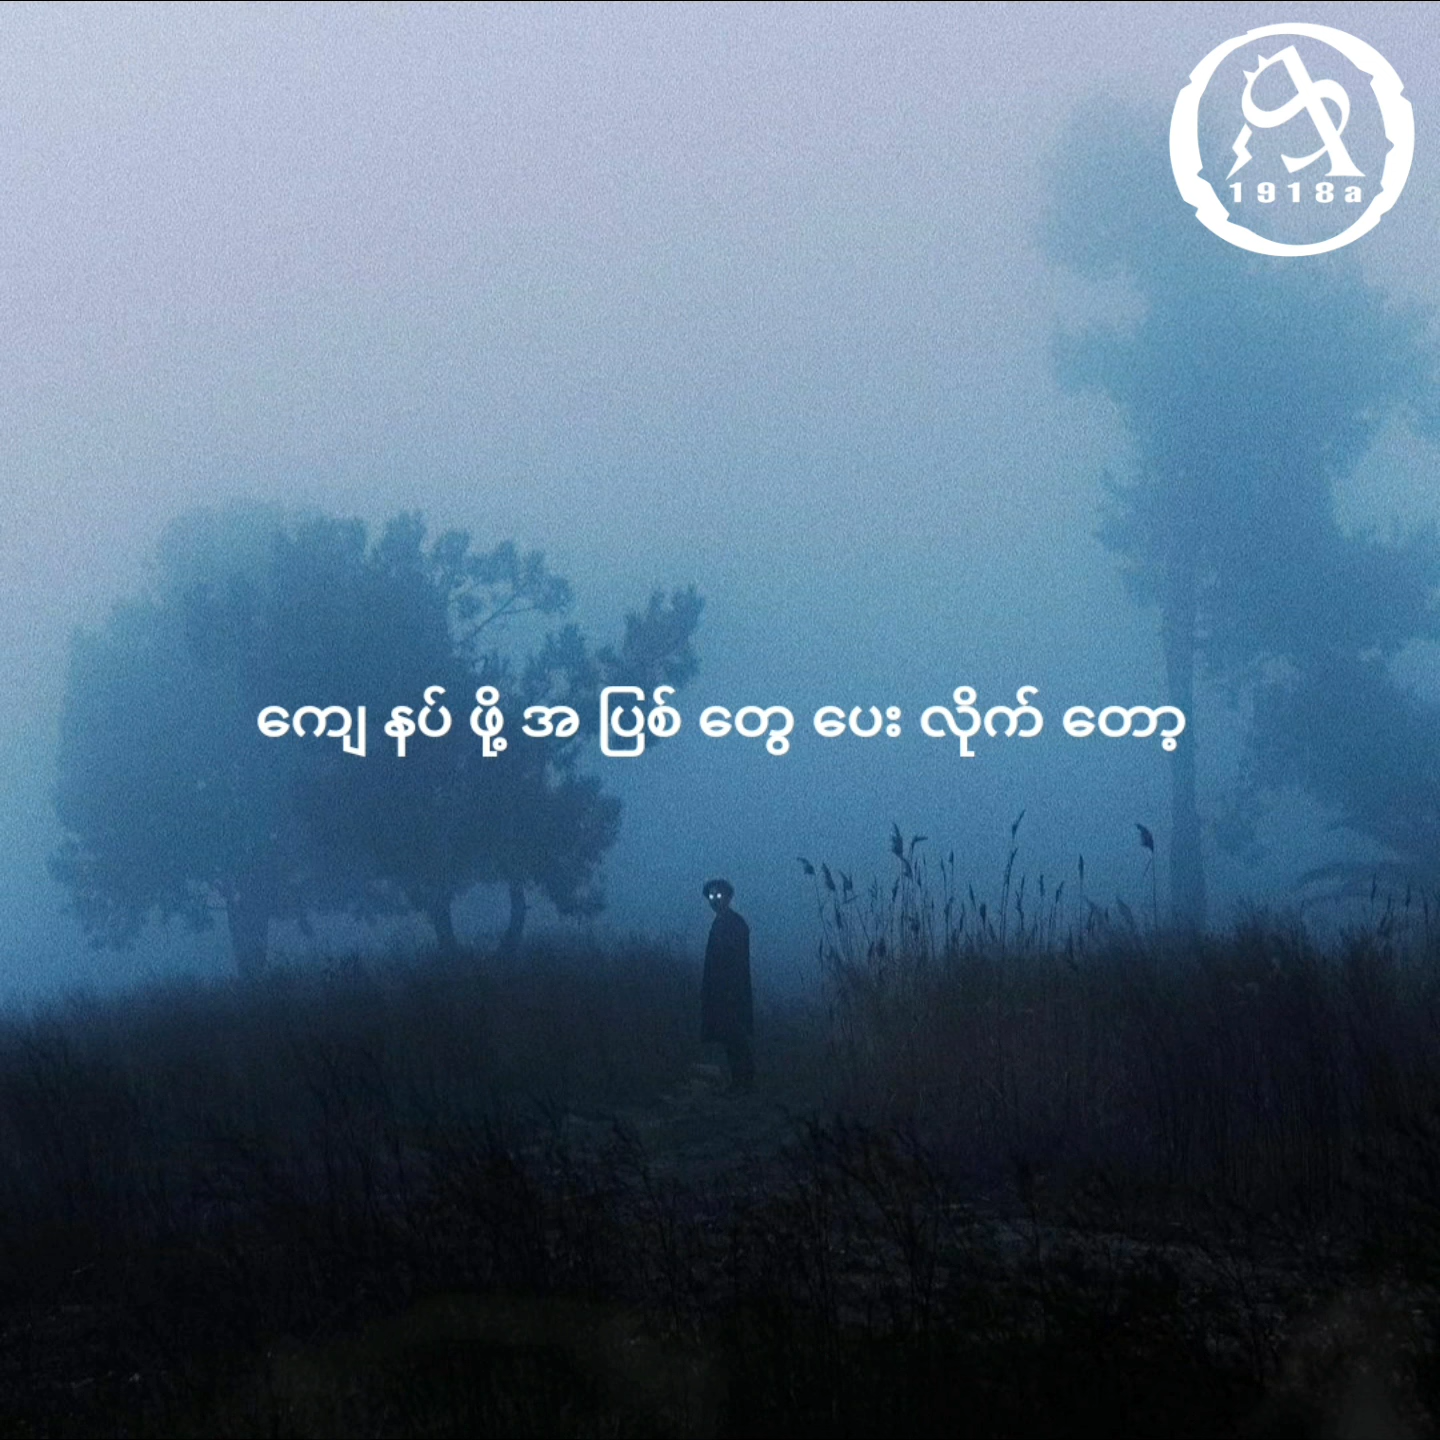 1918a
ကျေ နပ် ဖို့ အ ပြစ် တွေ ပေး လိုက် တော့